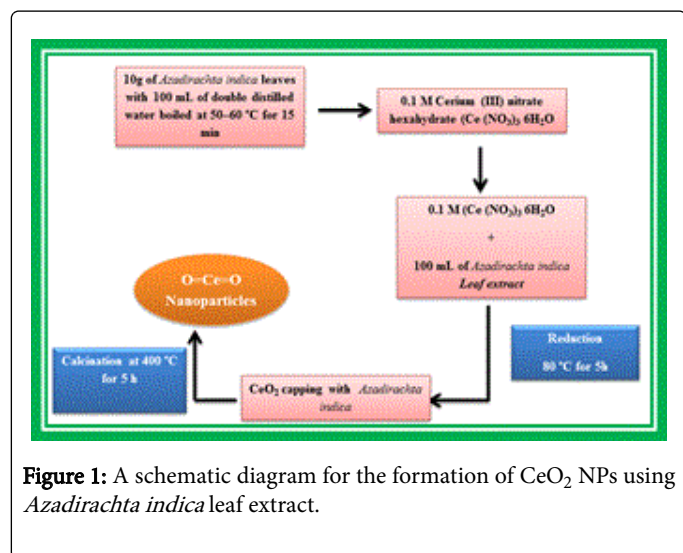 10g of Azadirachta indica leaves
with 100 mL of double distilled
water boiled at 50–60 °C for 15
min
0.1 M Cerium (III) nitrate
hexahydrate (Ce (NO3)3 6H2O
0.1 M (Ce (NO3)3 6H2O
+
100 mL of Azadirachta indica
Leaf extract
Reduction
80 °C for 5h
CeO2 capping with Azadirachta
indica
Calcination at 400 °C
for 5 h
O=Ce=O
Nanoparticles
Figure 1: A schematic diagram for the formation of CeO2 NPs using
Azadirachta indica leaf extract.